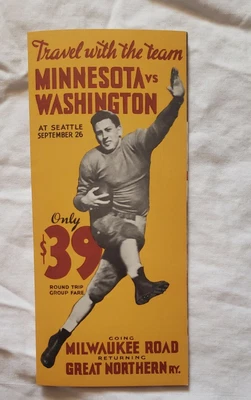 Travel with the team
MINNESOTA VS
WASHINGTON
AT SEATTLE
SEPTEMBER 26
Only
$39
ROUND TRIP
GROUP FARE
GOING
MILWAUKEE ROAD
RETURNING
GREAT NORTHERN RY.